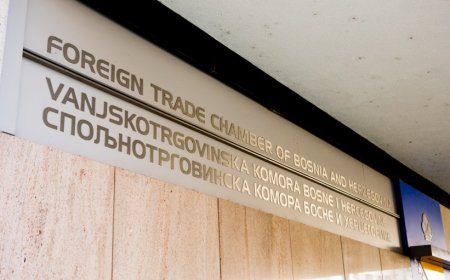 FOREIGN TRADE CHAMBER OF BOSNIA AND HERZEGOVINA
VANJSKOTRGOVINSKA KOMORA BOSNE I HERCEGOVINE
СПОЉНОТРГОВИНСКА КОМОРА БОСНЕ И ХЕРЦЕГОВИНЕ